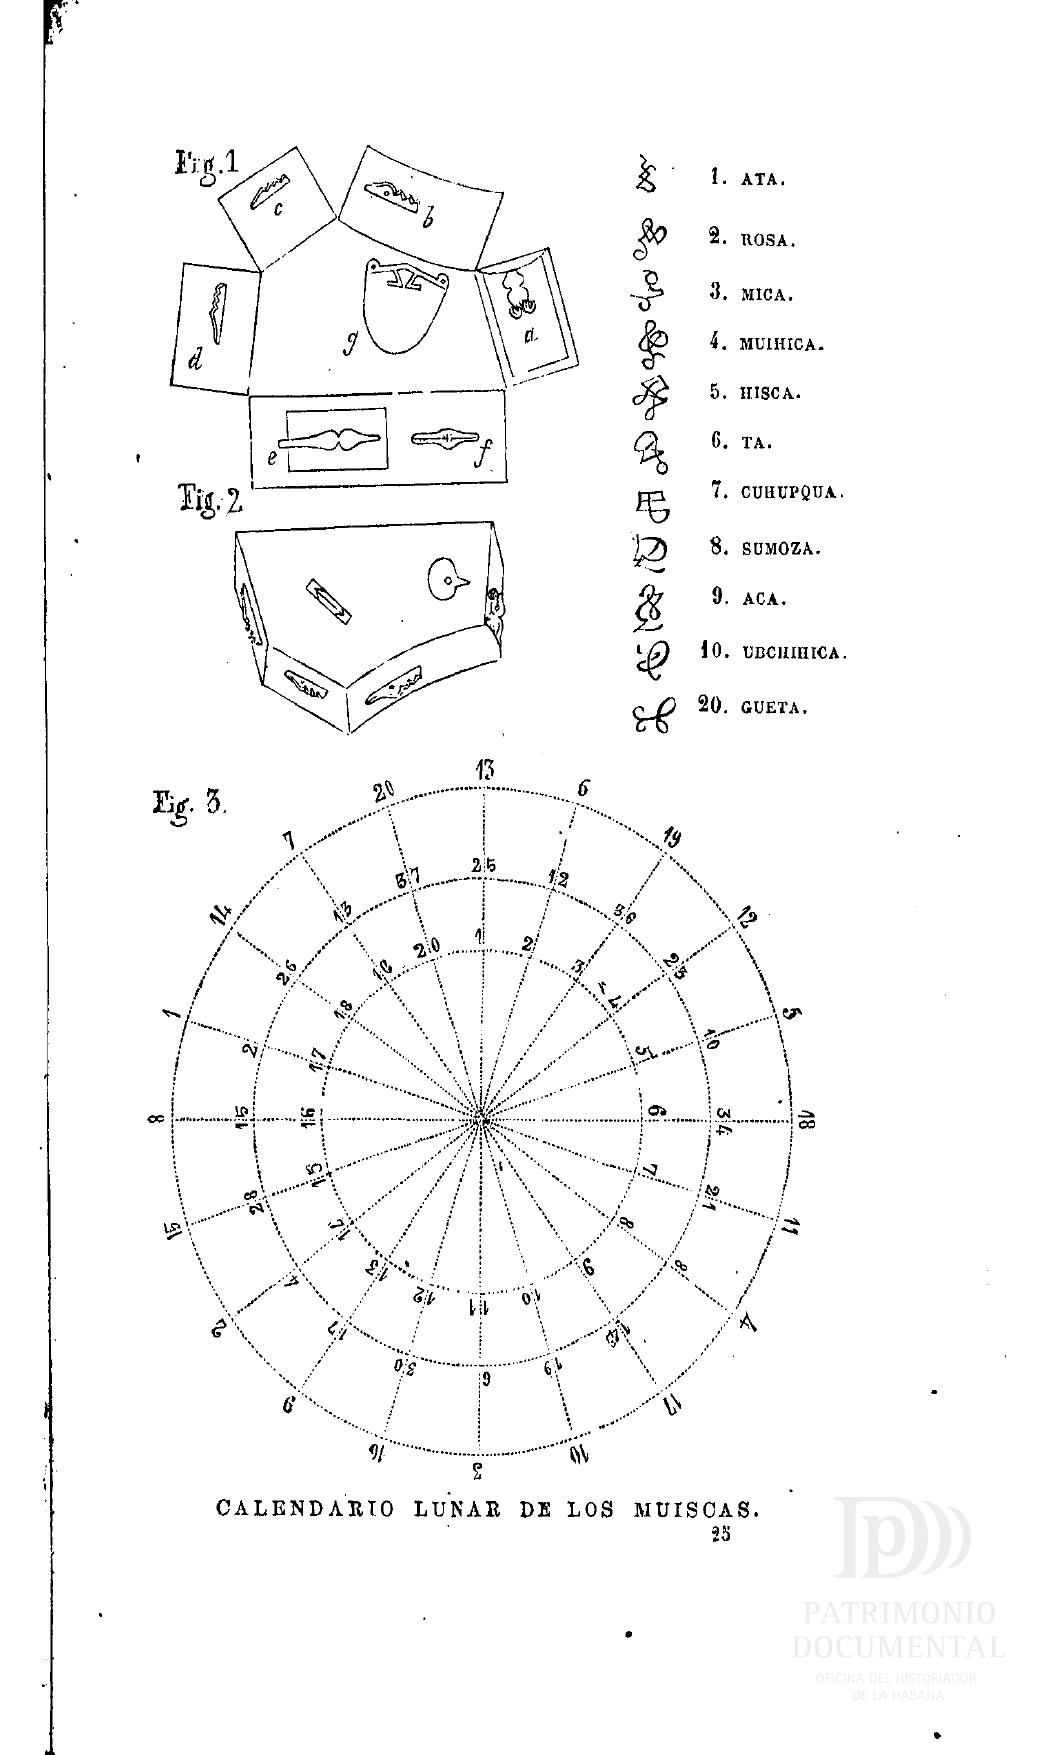 Fig. 1
c
b
d
g
a
e
f
Fig. 2
1. ATA.
2. ROSA.
3. MICA.
4. MUIHICA.
5. HISCA.
6. TA.
7. CUHUPQUA.
8. SUMOZA.
9. ACA.
10. UBCHIHICA.
20. GUETA.
Fig. 3.
13 6 19 12 5 18 11 4 17 10 3 16 9 2 15 8 1 14 7 20
25 12 36 23 10 34 21 8 19 6 30 17 4 28 15 2 26 13 37
1 2 3 4 5 6 7 8 9 10 11 12 13 15 16 17 18 20
CALENDARIO LUNAR DE LOS MUISCAS.
25
PATRIMONIO
DOCUMENTAL
OFICINA DEL HISTORIADOR
DE LA HABANA